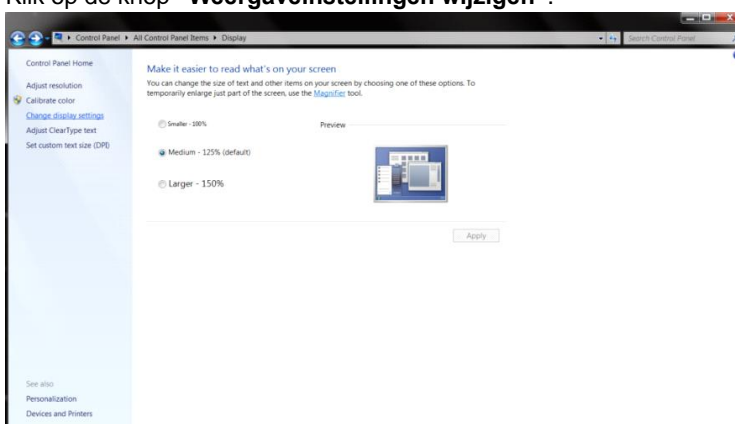 Klik op de knop "Weergaveinstellingen wijzigen".
Control Panel ▸ All Control Panel Items ▸ Display
Search Control Panel
Control Panel Home
Adjust resolution
Calibrate color
Change display settings
Adjust ClearType text
Set custom text size (DPI)
See also
Personalization
Devices and Printers
Make it easier to read what's on your screen
You can change the size of text and other items on your screen by choosing one of these options. To
temporarily enlarge just part of the screen, use the Magnifier tool.
Smaller - 100%
Preview
Medium - 125% (default)
Larger - 150%
Apply